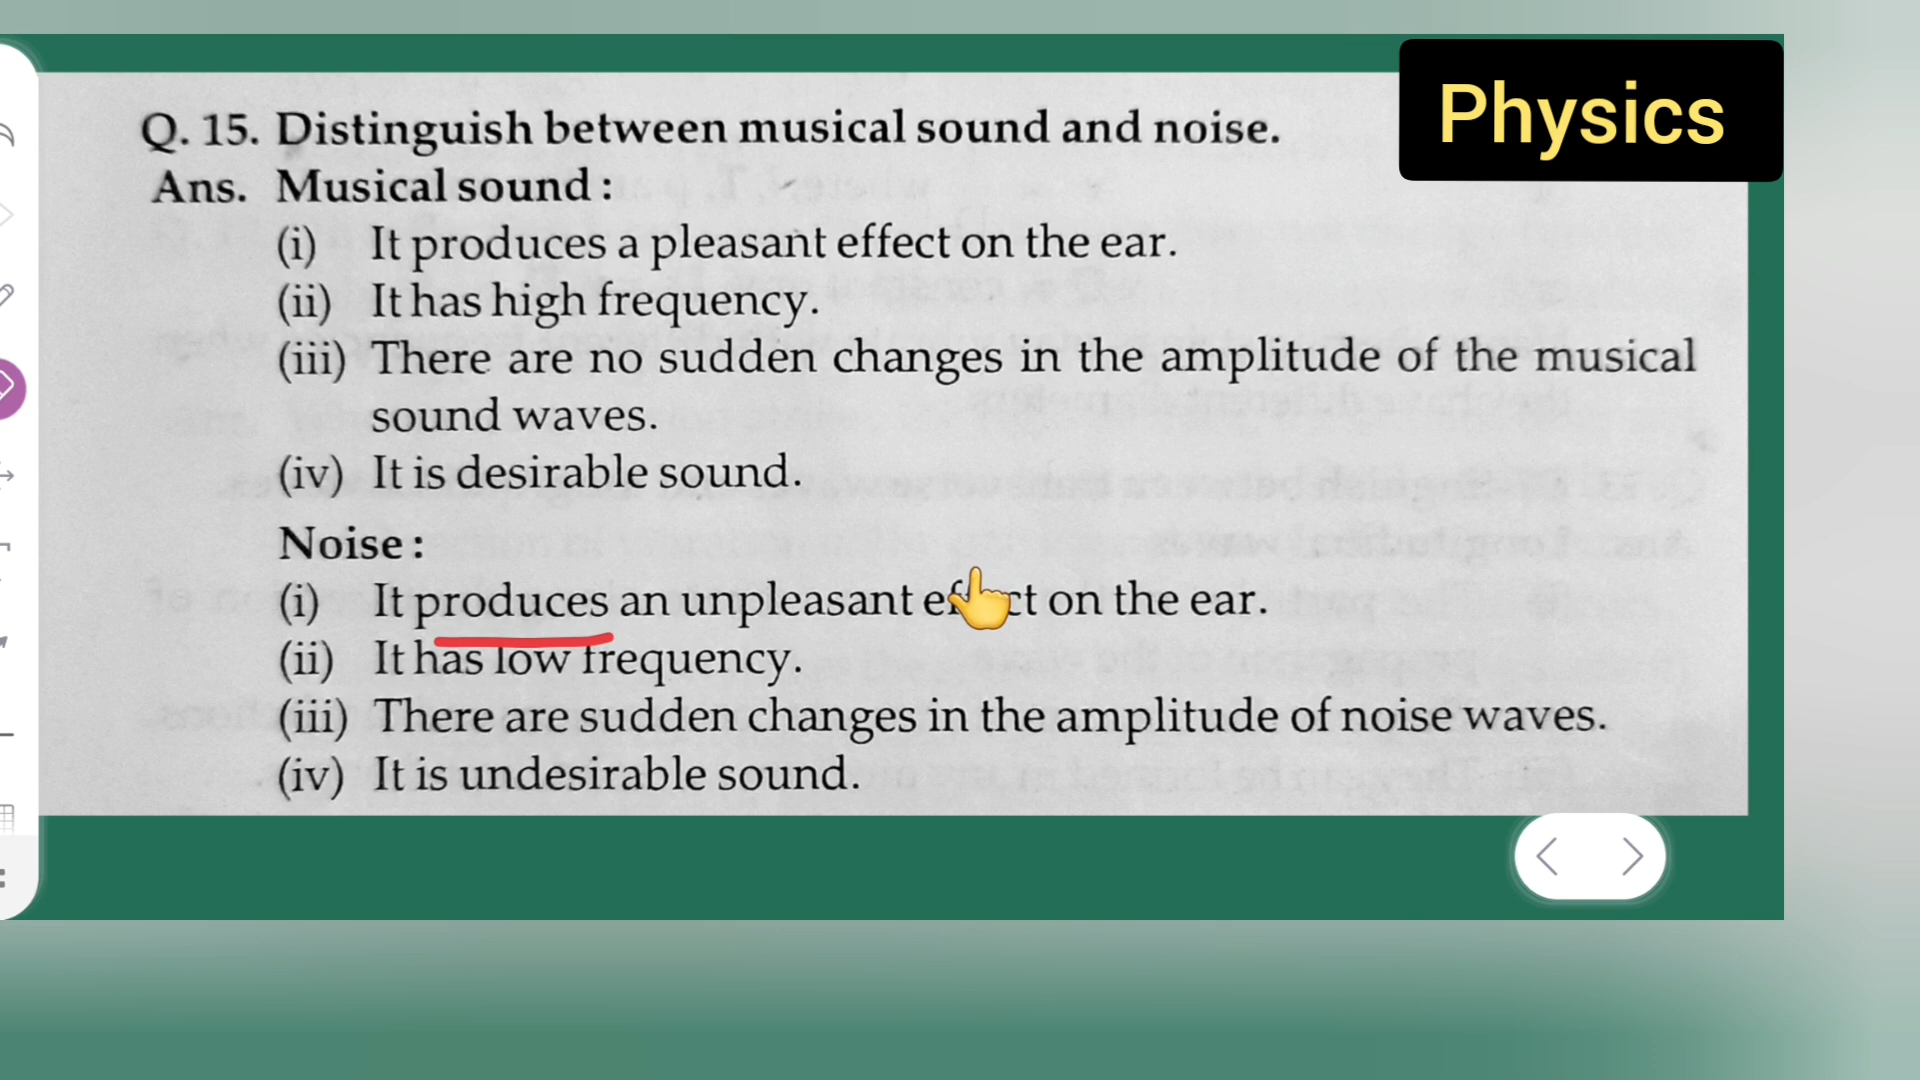 Physics
Q. 15. Distinguish between musical sound and noise.
Ans. Musical sound :
(i) It produces a pleasant effect on the ear.
(ii) It has high frequency.
(iii) There are no sudden changes in the amplitude of the musical
sound waves.
(iv) It is desirable sound.
Noise :
(i) It produces an unpleasant effect on the ear.
(ii) It has low frequency.
(iii) There are sudden changes in the amplitude of noise waves.
(iv) It is undesirable sound.